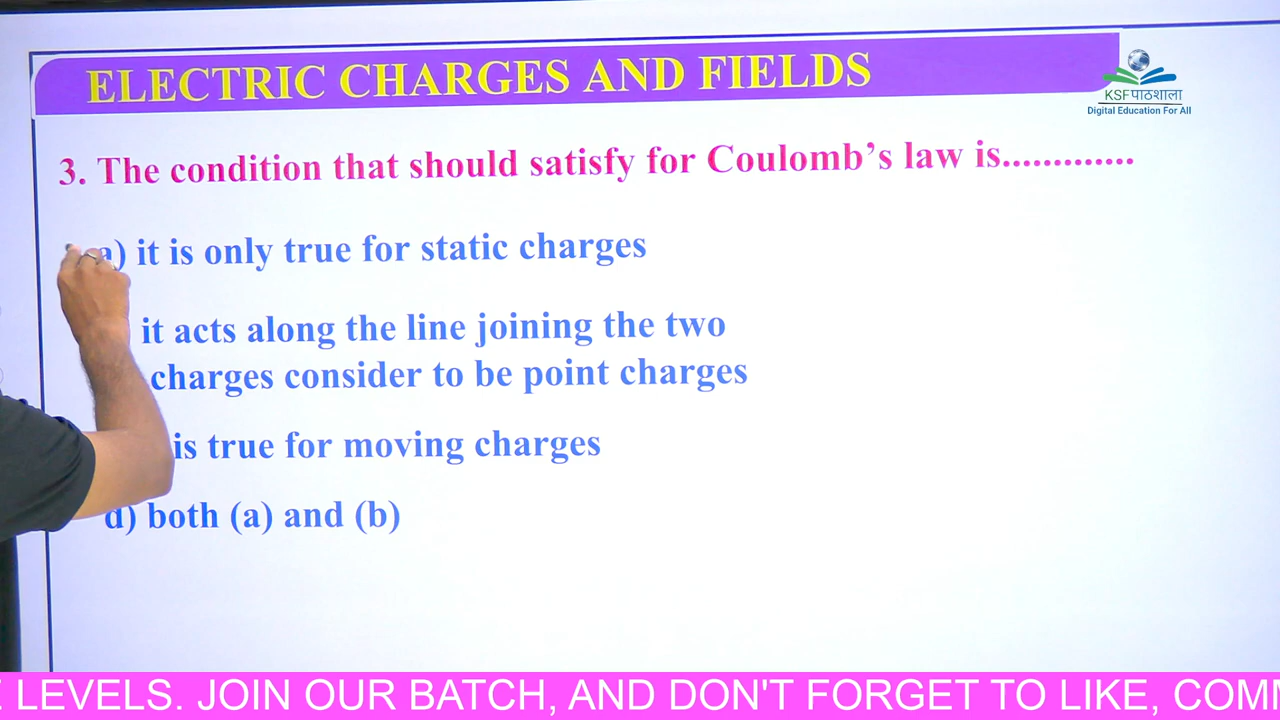 ELECTRIC CHARGES AND FIELDS
KSFपाठशाला
Digital Education For All
3. The condition that should satisfy for Coulomb's law is.............
a) it is only true for static charges
it acts along the line joining the two
charges consider to be point charges
is true for moving charges
d) both (a) and (b)
LEVELS. JOIN OUR BATCH, AND DON'T FORGET TO LIKE,